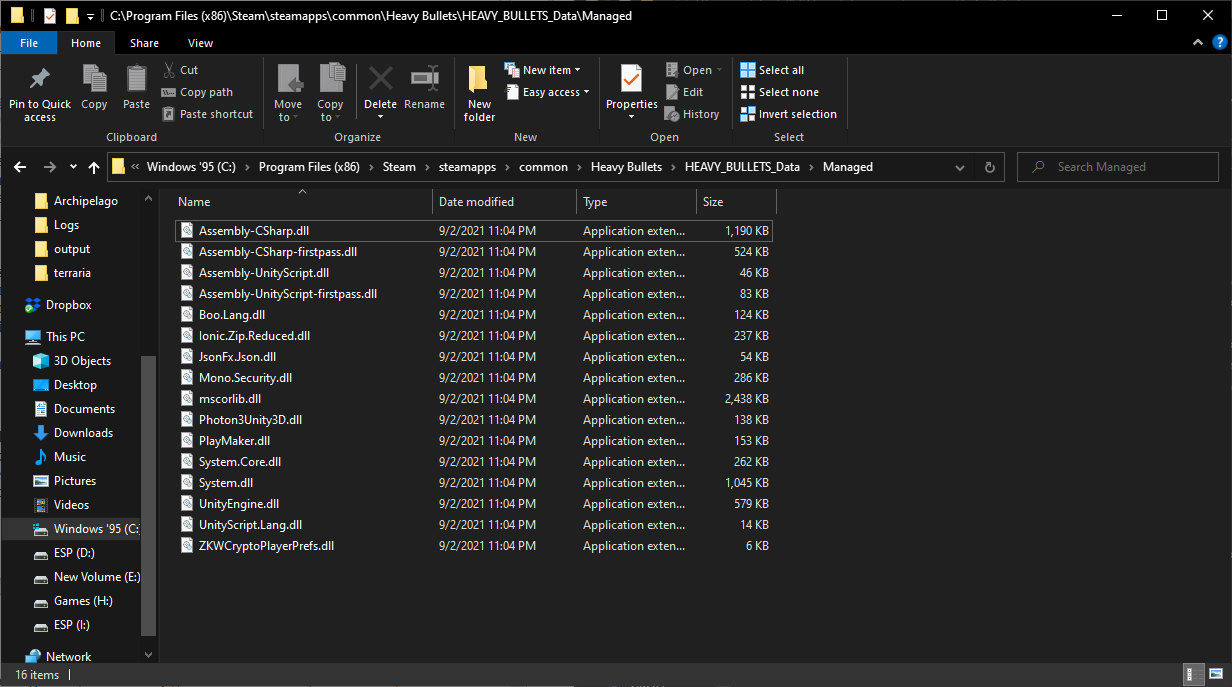 C:\Program Files (x86)\Steam\steamapps\common\Heavy Bullets\HEAVY_BULLETS_Data\Managed
File Home Share View
Pin to Quick access
Copy
Paste
Cut
Copy path
Paste shortcut
Clipboard
Move to
Copy to
Delete
Rename
Organize
New folder
New item
Easy access
New
Properties
Open
Edit
History
Open
Select all
Select none
Invert selection
Select
« Windows '95 (C:) › Program Files (x86) › Steam › steamapps › common › Heavy Bullets › HEAVY_BULLETS_Data › Managed
Search Managed
Archipelago
Logs
output
terraria
Dropbox
This PC
3D Objects
Desktop
Documents
Downloads
Music
Pictures
Videos
Windows '95 (C:
ESP (D:)
New Volume (E:)
Games (H:)
ESP (I:)
Network
Name Date modified Type Size
Assembly-CSharp.dll 9/2/2021 11:04 PM Application exten... 1,190 KB
Assembly-CSharp-firstpass.dll 9/2/2021 11:04 PM Application exten... 524 KB
Assembly-UnityScript.dll 9/2/2021 11:04 PM Application exten... 46 KB
Assembly-UnityScript-firstpass.dll 9/2/2021 11:04 PM Application exten... 83 KB
Boo.Lang.dll 9/2/2021 11:04 PM Application exten... 124 KB
Ionic.Zip.Reduced.dll 9/2/2021 11:04 PM Application exten... 237 KB
JsonFx.Json.dll 9/2/2021 11:04 PM Application exten... 54 KB
Mono.Security.dll 9/2/2021 11:04 PM Application exten... 286 KB
mscorlib.dll 9/2/2021 11:04 PM Application exten... 2,438 KB
Photon3Unity3D.dll 9/2/2021 11:04 PM Application exten... 138 KB
PlayMaker.dll 9/2/2021 11:04 PM Application exten... 153 KB
System.Core.dll 9/2/2021 11:04 PM Application exten... 262 KB
System.dll 9/2/2021 11:04 PM Application exten... 1,045 KB
UnityEngine.dll 9/2/2021 11:04 PM Application exten... 579 KB
UnityScript.Lang.dll 9/2/2021 11:04 PM Application exten... 14 KB
ZKWCryptoPlayerPrefs.dll 9/2/2021 11:04 PM Application exten... 6 KB
16 items